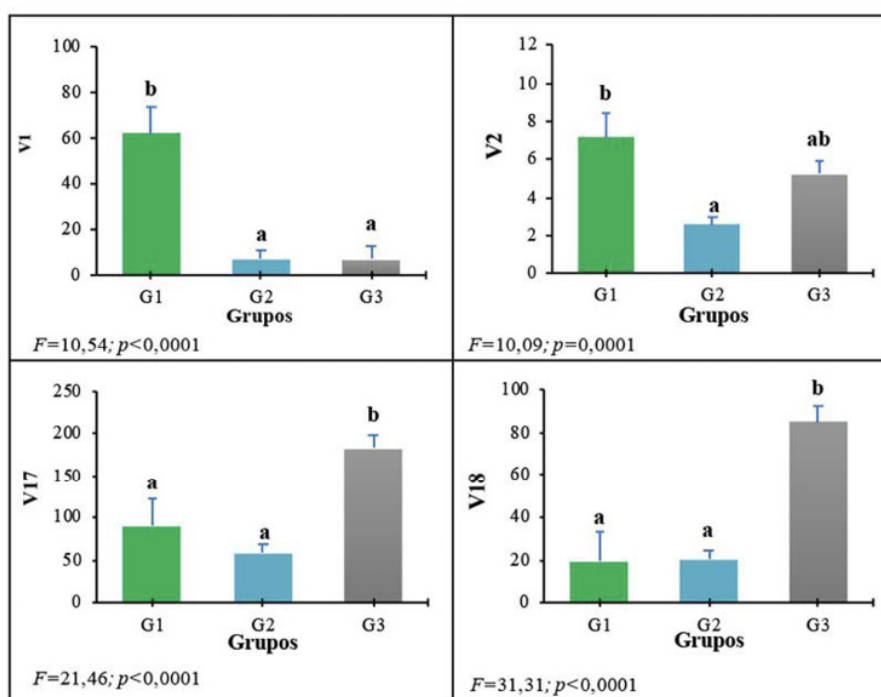 100
80
60
40
20
0
V1
b
a
a
G1 G2 G3
Grupos
F=10,54; p<0,0001
12
10
8
6
4
2
0
V2
b
a
ab
G1 G2 G3
Grupos
F=10,09; p=0,0001
250
200
150
100
50
0
V17
a
a
b
G1 G2 G3
Grupos
F=21,46; p<0,0001
100
80
60
40
20
0
V18
a
a
b
G1 G2 G3
Grupos
F=31,31; p<0,0001